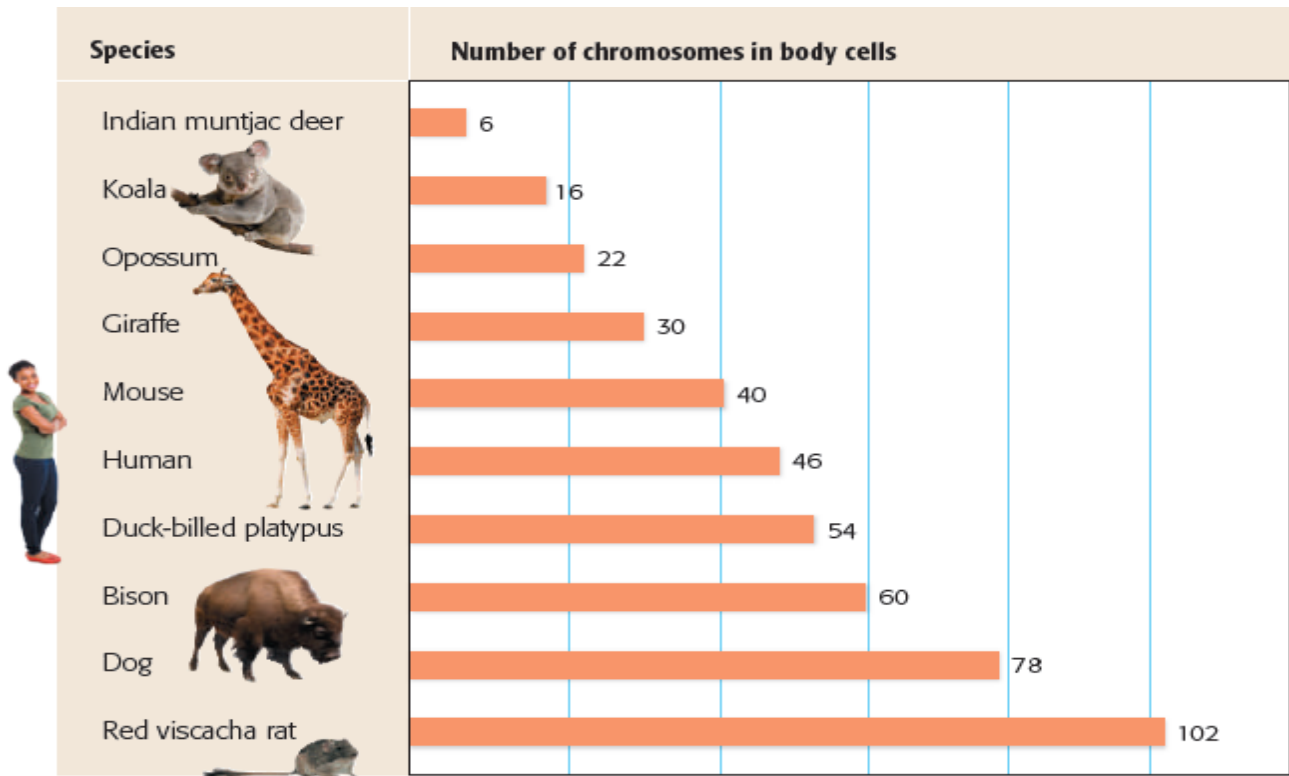 Species Number of chromosomes in body cells
Indian muntjac deer 6
Koala 16
Opossum 22
Giraffe 30
Mouse 40
Human 46
Duck-billed platypus 54
Bison 60
Dog 78
Red viscacha rat 102